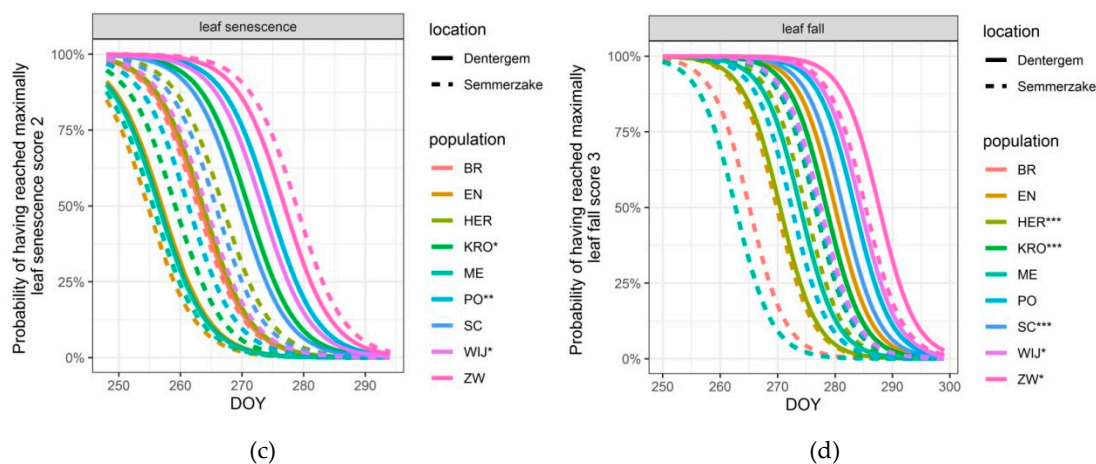 leaf senescence
Probability of having reached maximally
leaf senescence score 2
100%
75%
50%
25%
0%
250 260 270 280 290
DOY
location
Dentergem
Semmerzake
population
BR
EN
HER
KRO*
ME
PO**
SC
WIJ*
ZW
(c)
leaf fall
Probability of having reached maximally
leaf fall score 3
100%
75%
50%
25%
0%
250 260 270 280 290 300
DOY
location
Dentergem
Semmerzake
population
BR
EN
HER***
KRO***
ME
PO
SC***
WIJ*
ZW*
(d)